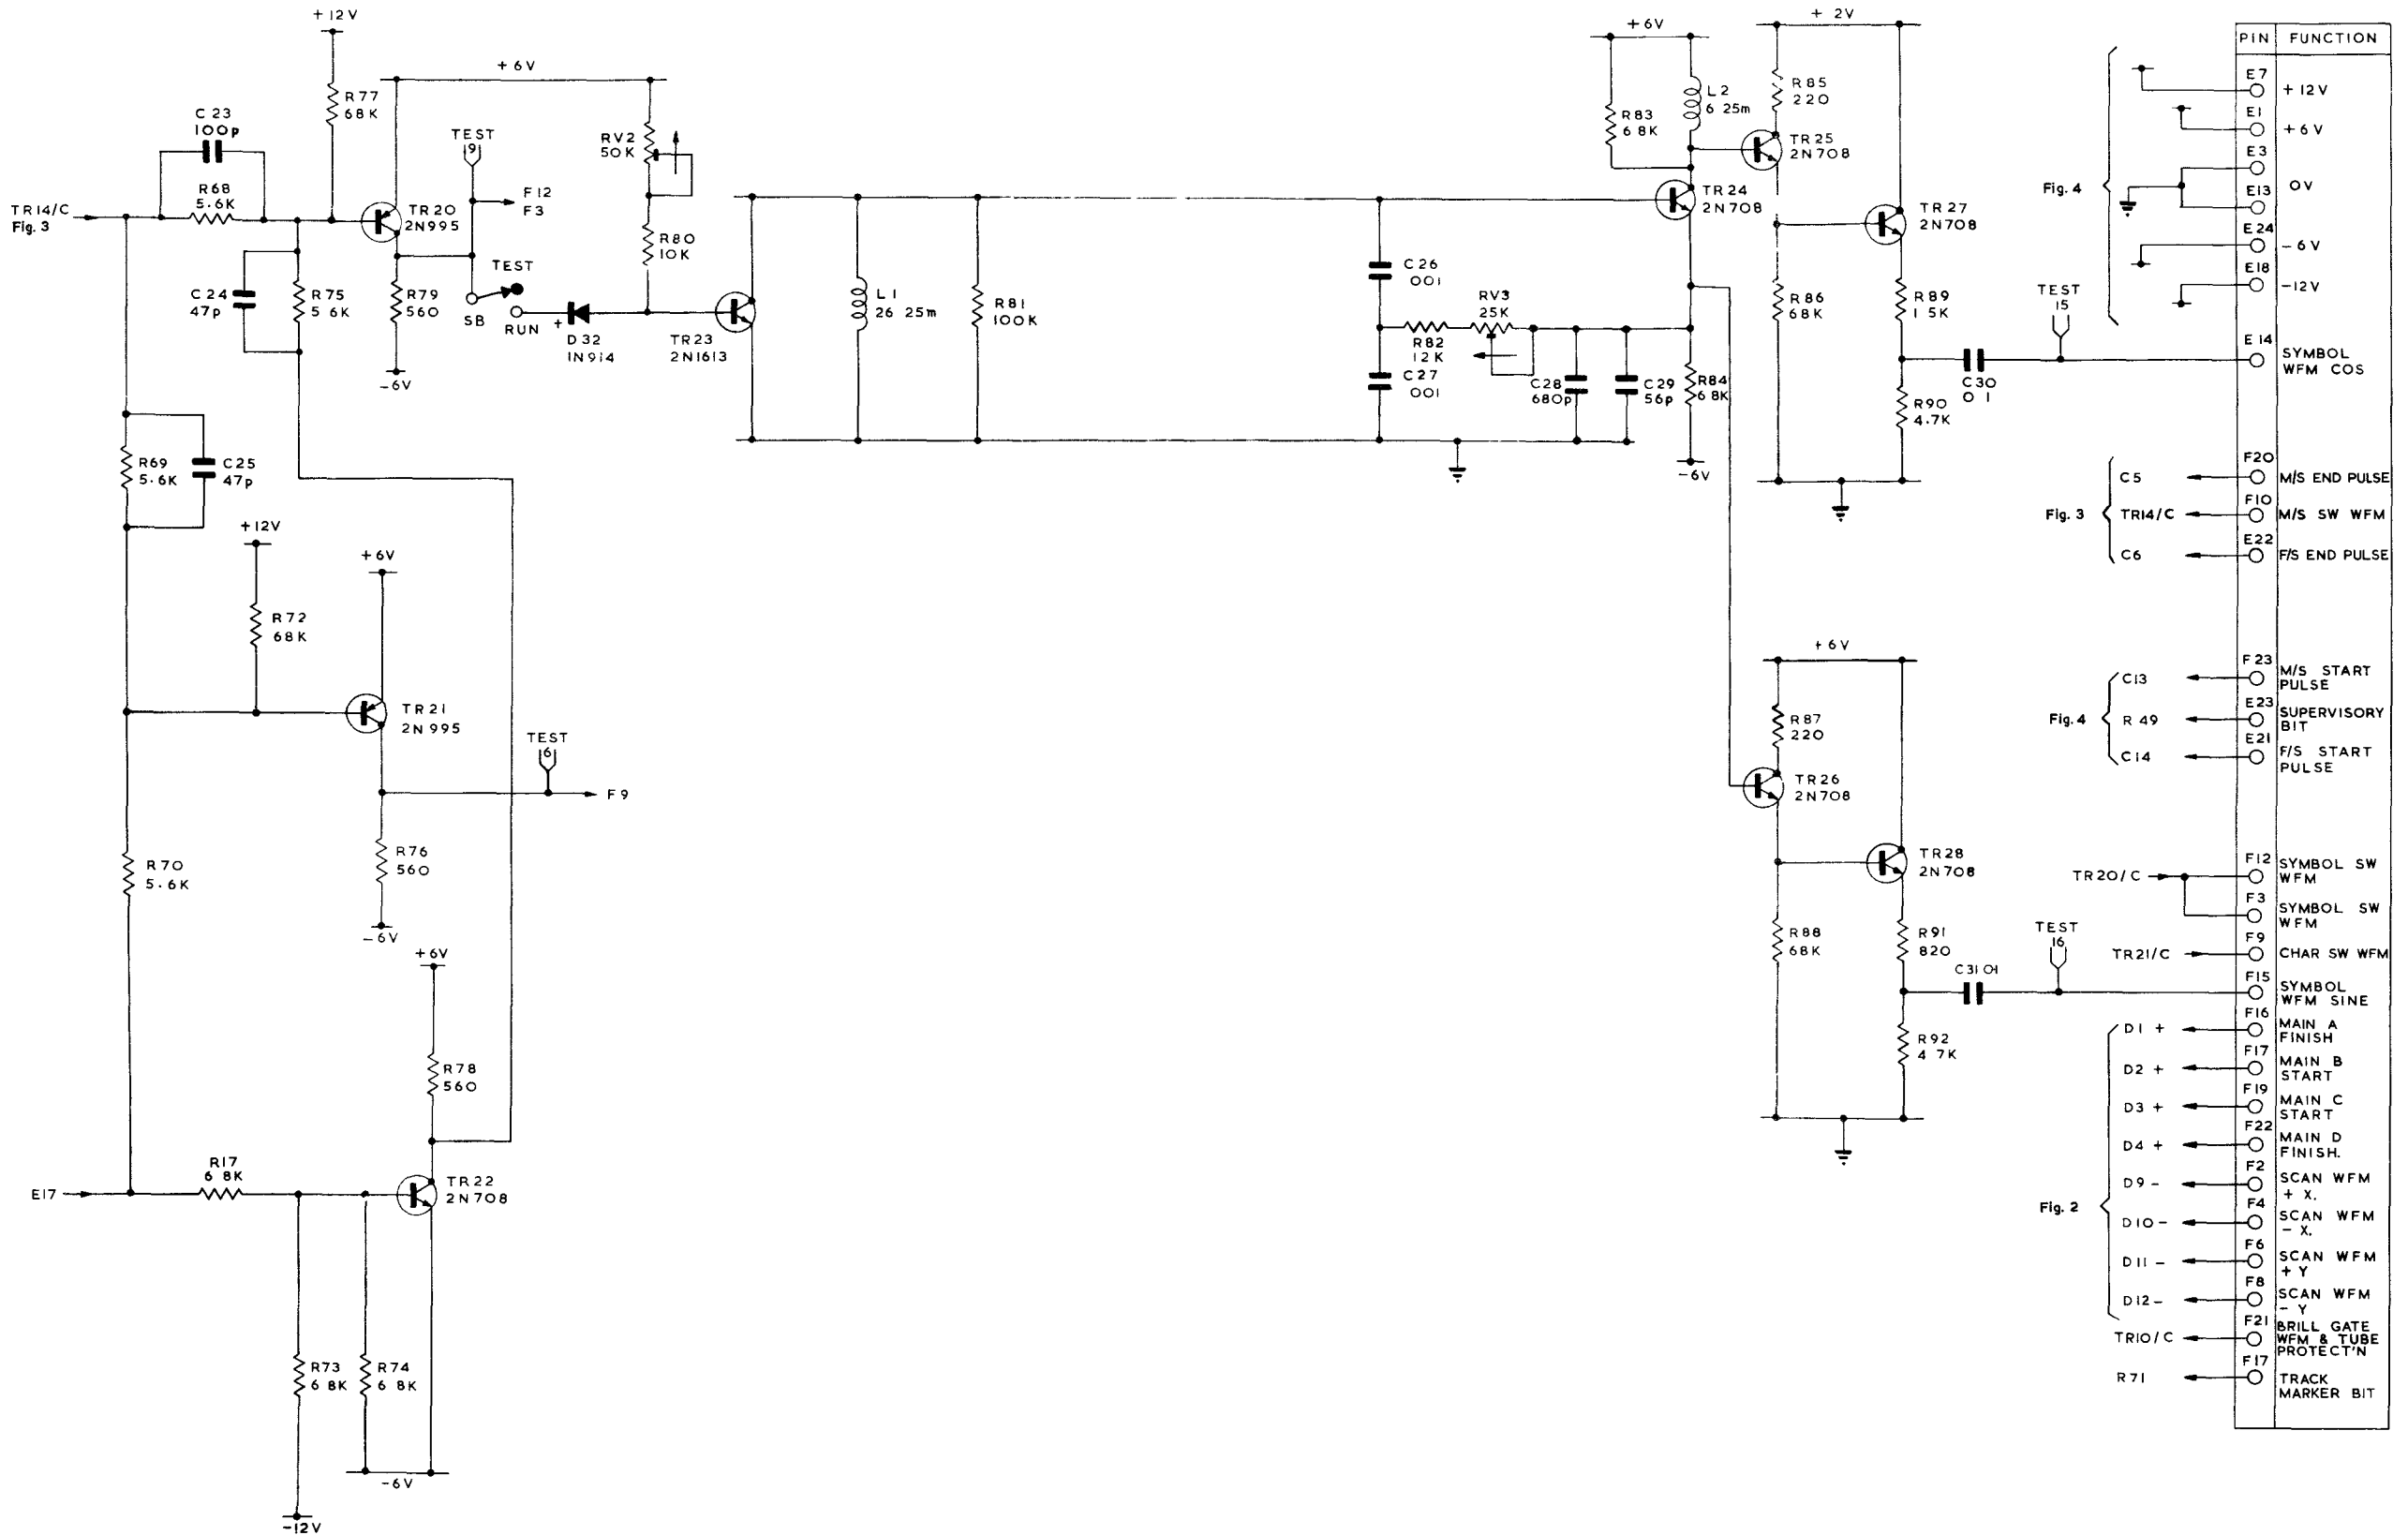 +12V
R77
68K
C 23
100p
R68
5.6K
TR14/C
Fig. 3
+6V
TR20
2N995
TEST
9
F12
F3
RV2
50K
R80
10K
C24
47p
R75
5 6K
R79
560
-6V
TEST
SB
RUN
+
D32
1N914
TR23
2N1613
L1
26 25m
R81
100K
C26
001
R82
12K
RV3
25K
C27
001
C28
680p
C29
56p
R84
6 8K
-6V
+6V
R83
6 8K
L2
6 25m
TR24
2N708
+ 2V
R85
220
TR25
2N708
TR27
2N708
R86
68K
R89
1 5K
R90
4.7K
C30
0 1
TEST
15
R69
5.6K
C25
47p
+12V
R72
68K
+6V
TR21
2N995
TEST
6
F9
R76
560
-6V
R70
5.6K
+6V
R78
560
E17
R17
6 8K
TR22
2N708
R73
6 8K
R74
6 8K
-6V
-12V
+6V
R87
220
TR26
2N708
TR28
2N708
R88
68K
R91
820
C31 01
R92
4 7K
TEST
16
PIN FUNCTION
Fig. 4
E7
+12V
E1
+6V
E3
0V
E13
E24
-6V
E18
-12V
E14
SYMBOL
WFM COS
Fig. 3
F20
C5 M/S END PULSE
F10
TR14/C M/S SW WFM
E22
C6 F/S END PULSE
Fig. 4
F23
C13 M/S START
PULSE
E23
R 49 SUPERVISORY
BIT
E21
C14 F/S START
PULSE
F12
TR20/C SYMBOL SW
WFM
F3
SYMBOL SW
WFM
F9
TR21/C CHAR SW WFM
F15
SYMBOL
WFM SINE
Fig. 2
F16
D1 + MAIN A
FINISH
F17
D2 + MAIN B
START
F19
D3 + MAIN C
START
F22
D4 + MAIN D
FINISH.
F2
D9 - SCAN WFM
+ X.
F4
D10 - SCAN WFM
- X.
F6
D11 - SCAN WFM
+ Y
F8
D12 - SCAN WFM
- Y
F21
TR10/C BRILL GATE
WFM & TUBE
PROTECT'N
F17
R71 TRACK
MARKER BIT